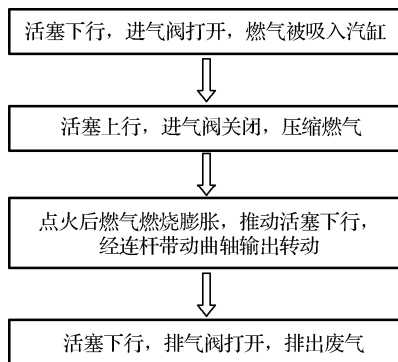 活塞下行，进气阀打开，燃气被吸入汽缸
活塞上行，进气阀关闭，压缩燃气
点火后燃气燃烧膨胀，推动活塞下行，
经连杆带动曲轴输出转动
活塞下行，排气阀打开，排出废气